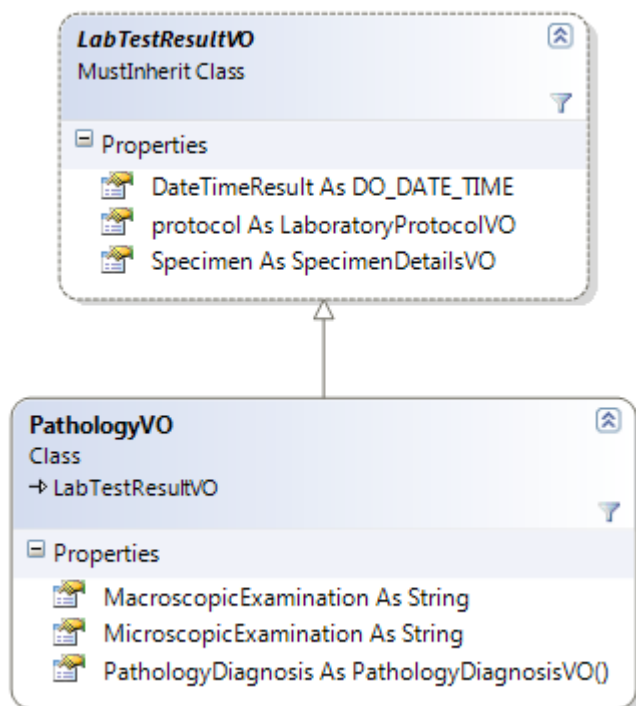 LabTestResultVO
MustInherit Class
Properties
DateTimeResult As DO_DATE_TIME
protocol As LaboratoryProtocolVO
Specimen As SpecimenDetailsVO
PathologyVO
Class
LabTestResultVO
Properties
MacroscopicExamination As String
MicroscopicExamination As String
PathologyDiagnosis As PathologyDiagnosisVO()